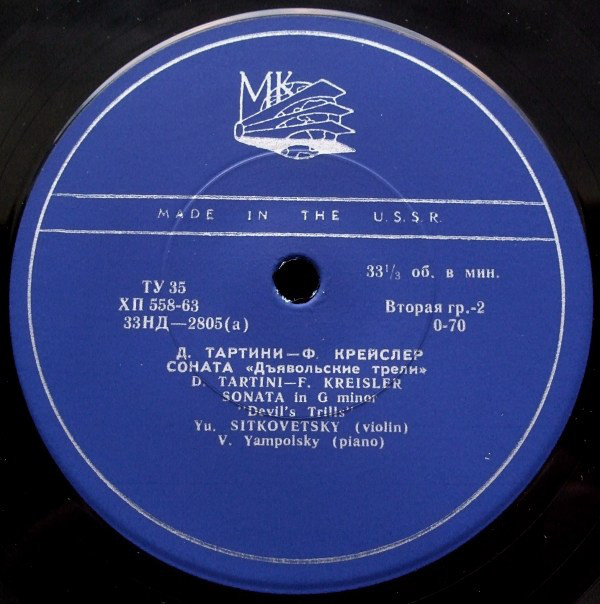 МК
MADE IN THE U.S.S.R.
33⅓ об. в мин.
ТУ 35
ХП 558-63
Вторая гр.-2
33НД—2805(а)
0-70
Д. ТАРТИНИ—Ф. КРЕЙСЛЕР
СОНАТА «Дъявольские трели»
D. TARTINI—F. KREISLER
SONATA in G minor
"Devil's Trills"
Yu. SITKOVETSKY (violin)
V. Yampolsky (piano)